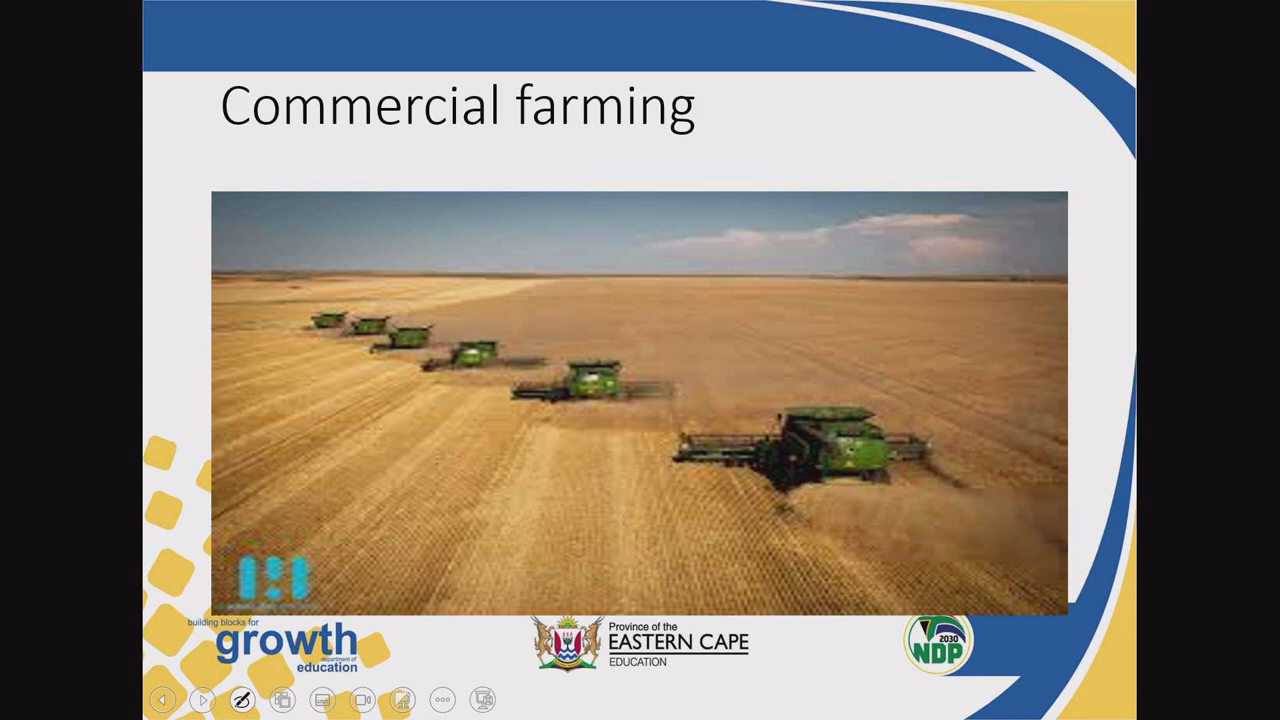 Commercial farming
building blocks for
growth
department of
education
Province of the
EASTERN CAPE
EDUCATION
2030
NDP